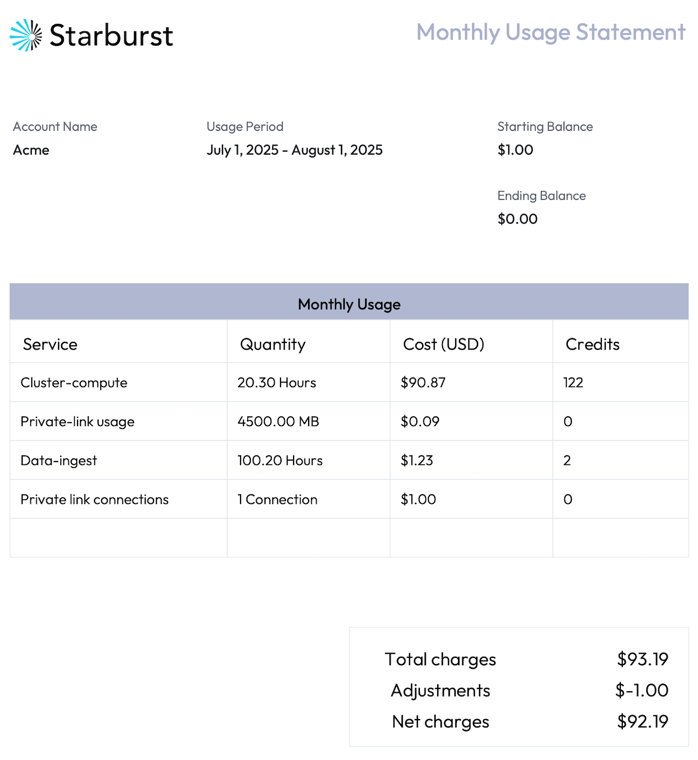 Starburst
Monthly Usage Statement
Account Name
Usage Period
Starting Balance
Acme
July 1, 2025 - August 1, 2025
$1.00
Ending Balance
$0.00
Monthly Usage
Service Quantity Cost (USD) Credits
Cluster-compute 20.30 Hours $90.87 122
Private-link usage 4500.00 MB $0.09 0
Data-ingest 100.20 Hours $1.23 2
Private link connections 1 Connection $1.00 0
Total charges $93.19
Adjustments $-1.00
Net charges $92.19